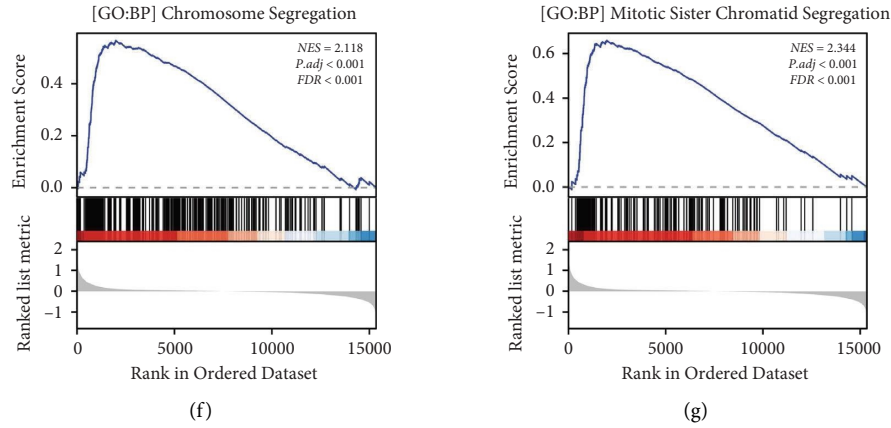 [GO:BP] Chromosome Segregation
NES = 2.118
P.adj < 0.001
FDR < 0.001
Enrichment Score
0.4
0.2
0.0
Ranked list metric
2
1
0
−1
0 5000 10000 15000
Rank in Ordered Dataset
(f)
[GO:BP] Mitotic Sister Chromatid Segregation
NES = 2.344
P.adj < 0.001
FDR < 0.001
Enrichment Score
0.6
0.4
0.2
0.0
Ranked list metric
2
1
0
−1
0 5000 10000 15000
Rank in Ordered Dataset
(g)